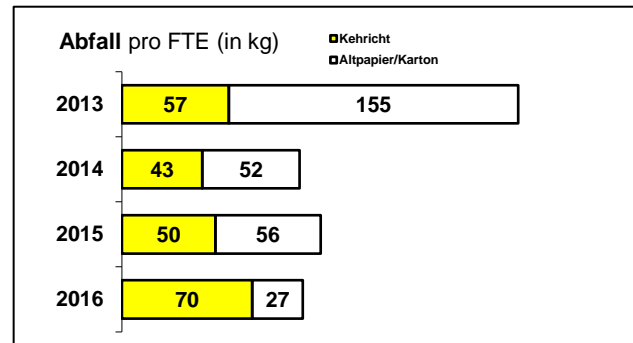 Abfall pro FTE (in kg)
Kehricht
Altpapier/Karton
2013 57 155
2014 43 52
2015 50 56
2016 70 27